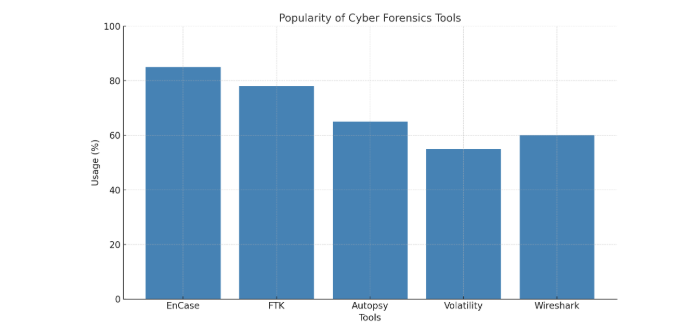 Popularity of Cyber Forensics Tools
100
80
60
40
20
0
Usage (%)
EnCase FTK Autopsy Volatility Wireshark
Tools